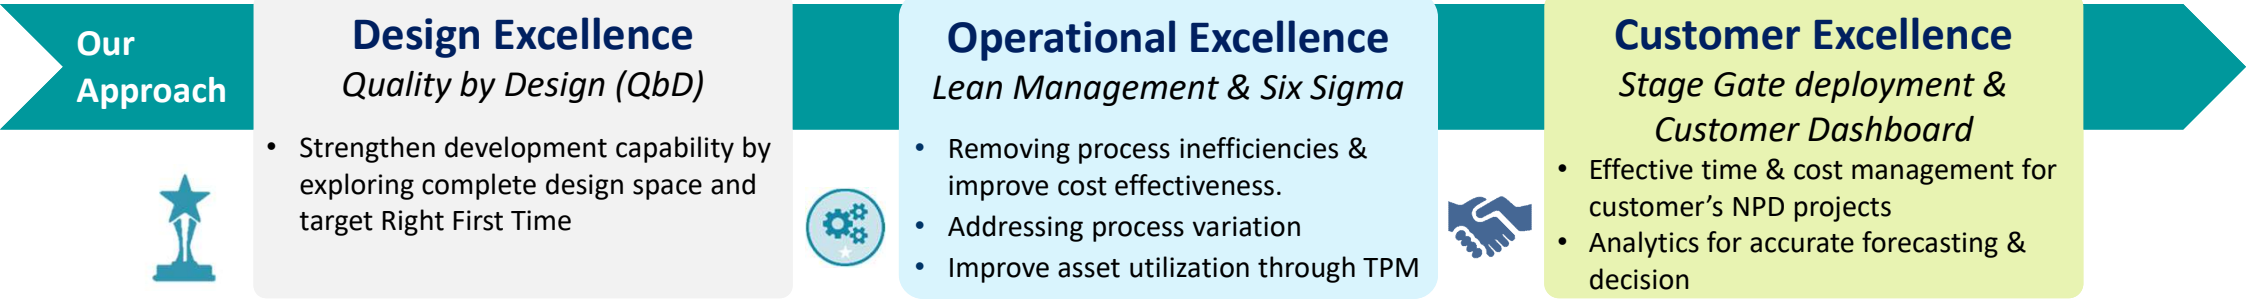 Our
Approach
Design Excellence
Quality by Design (QbD)
• Strengthen development capability by
exploring complete design space and
target Right First Time
Operational Excellence
Lean Management & Six Sigma
• Removing process inefficiencies &
improve cost effectiveness.
• Addressing process variation
• Improve asset utilization through TPM
Customer Excellence
Stage Gate deployment &
Customer Dashboard
• Effective time & cost management for
customer’s NPD projects
• Analytics for accurate forecasting &
decision